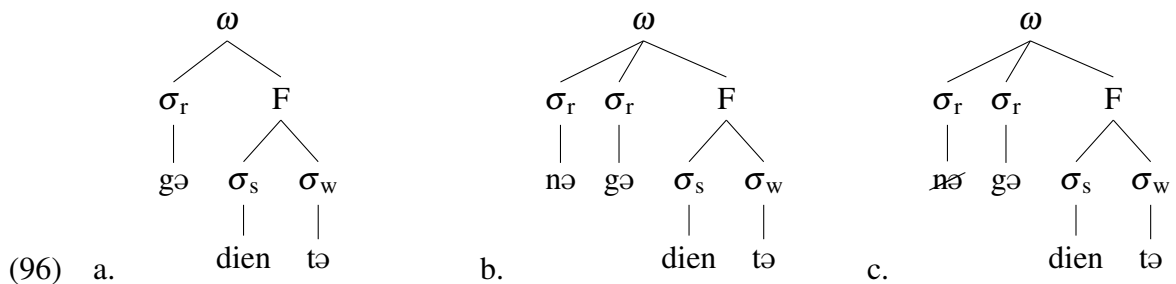 ω ω ω
σr F σr σr F σr σr F
gə σs σw nə gə σs σw nə gə σs σw
(96) a. dien tə b. dien tə c. dien tə